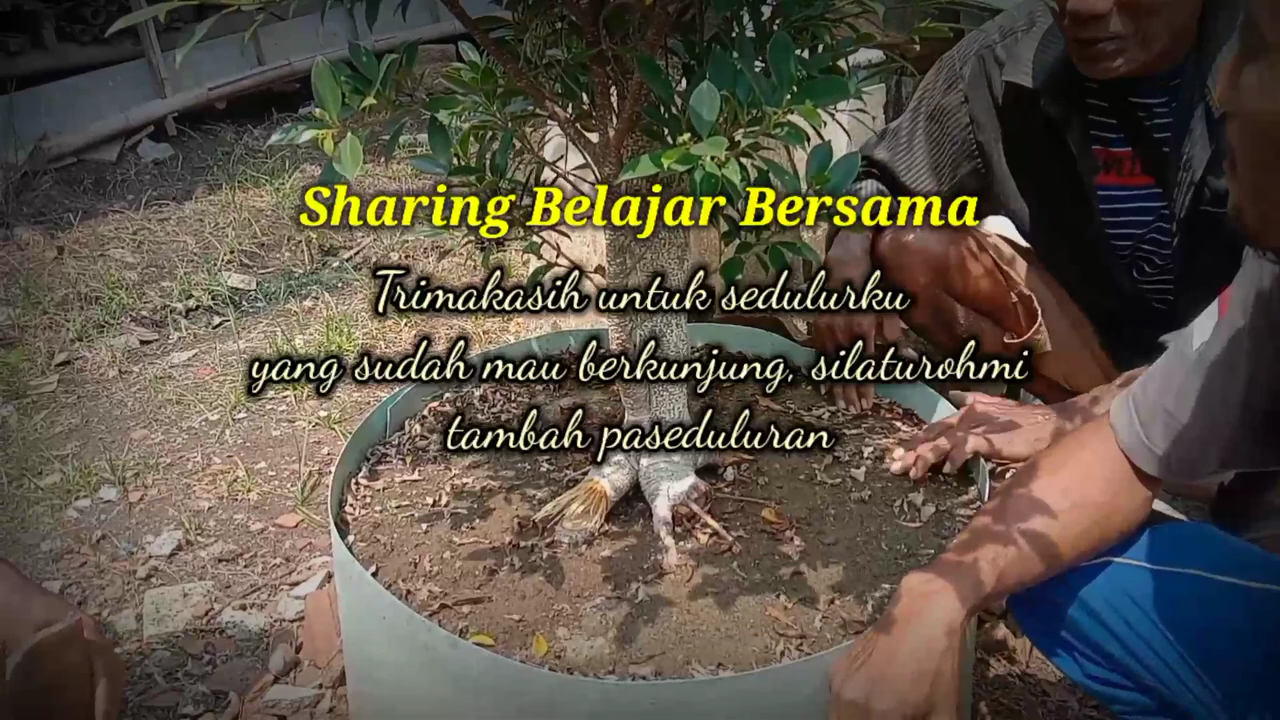 Sharing Belajar Bersama
Trimakasih untuk sedulurku
yang sudah mau berkunjung, silaturohmi
tambah paseduluran